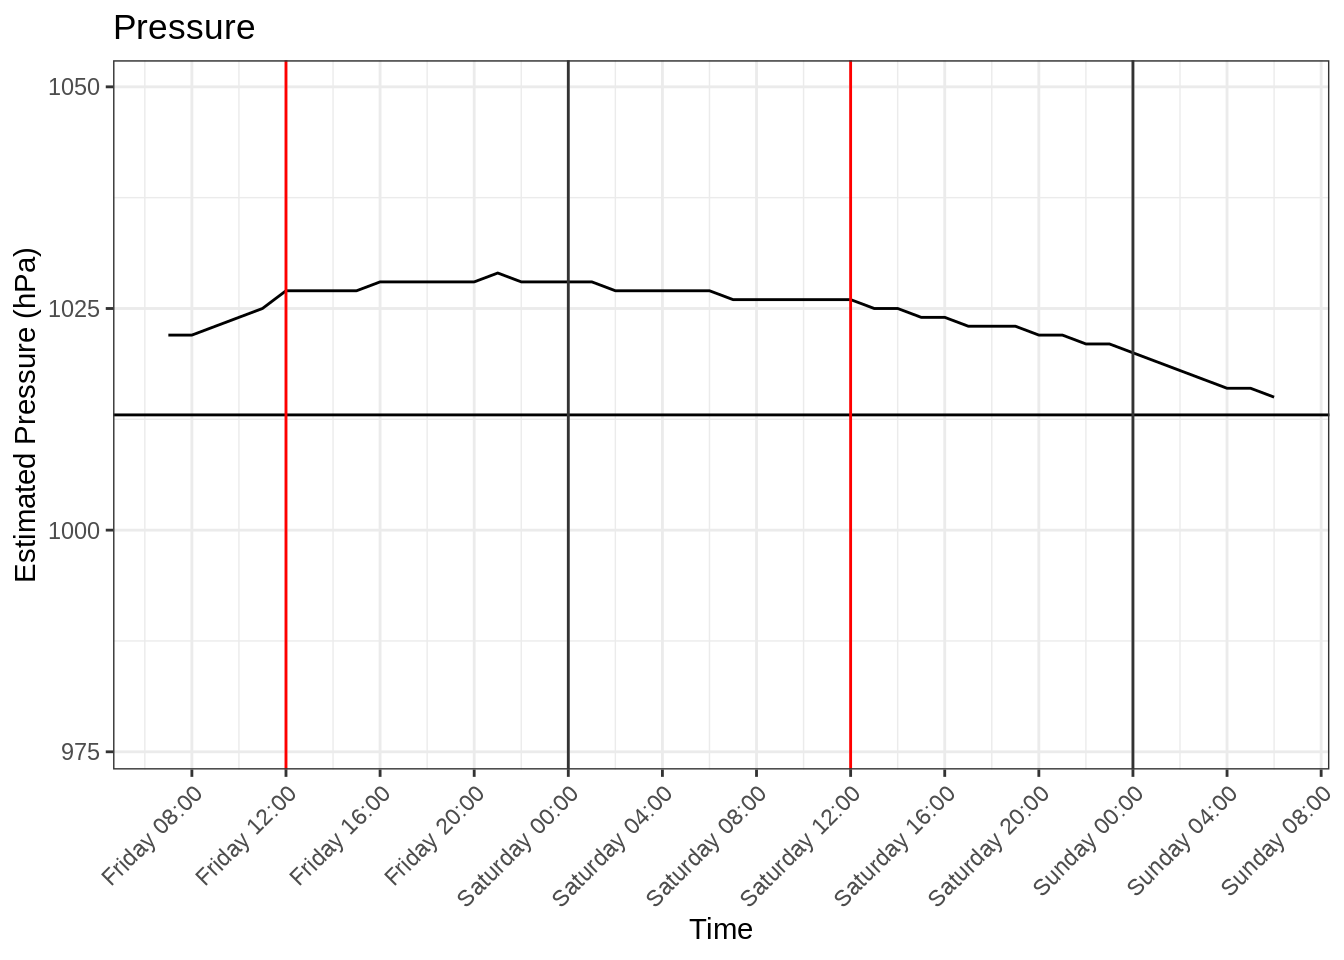 Pressure
1050
1025
1000
975
Estimated Pressure (hPa)
Friday 08:00
Friday 12:00
Friday 16:00
Friday 20:00
Saturday 00:00
Saturday 04:00
Saturday 08:00
Saturday 12:00
Saturday 16:00
Saturday 20:00
Sunday 00:00
Sunday 04:00
Sunday 08:00
Time